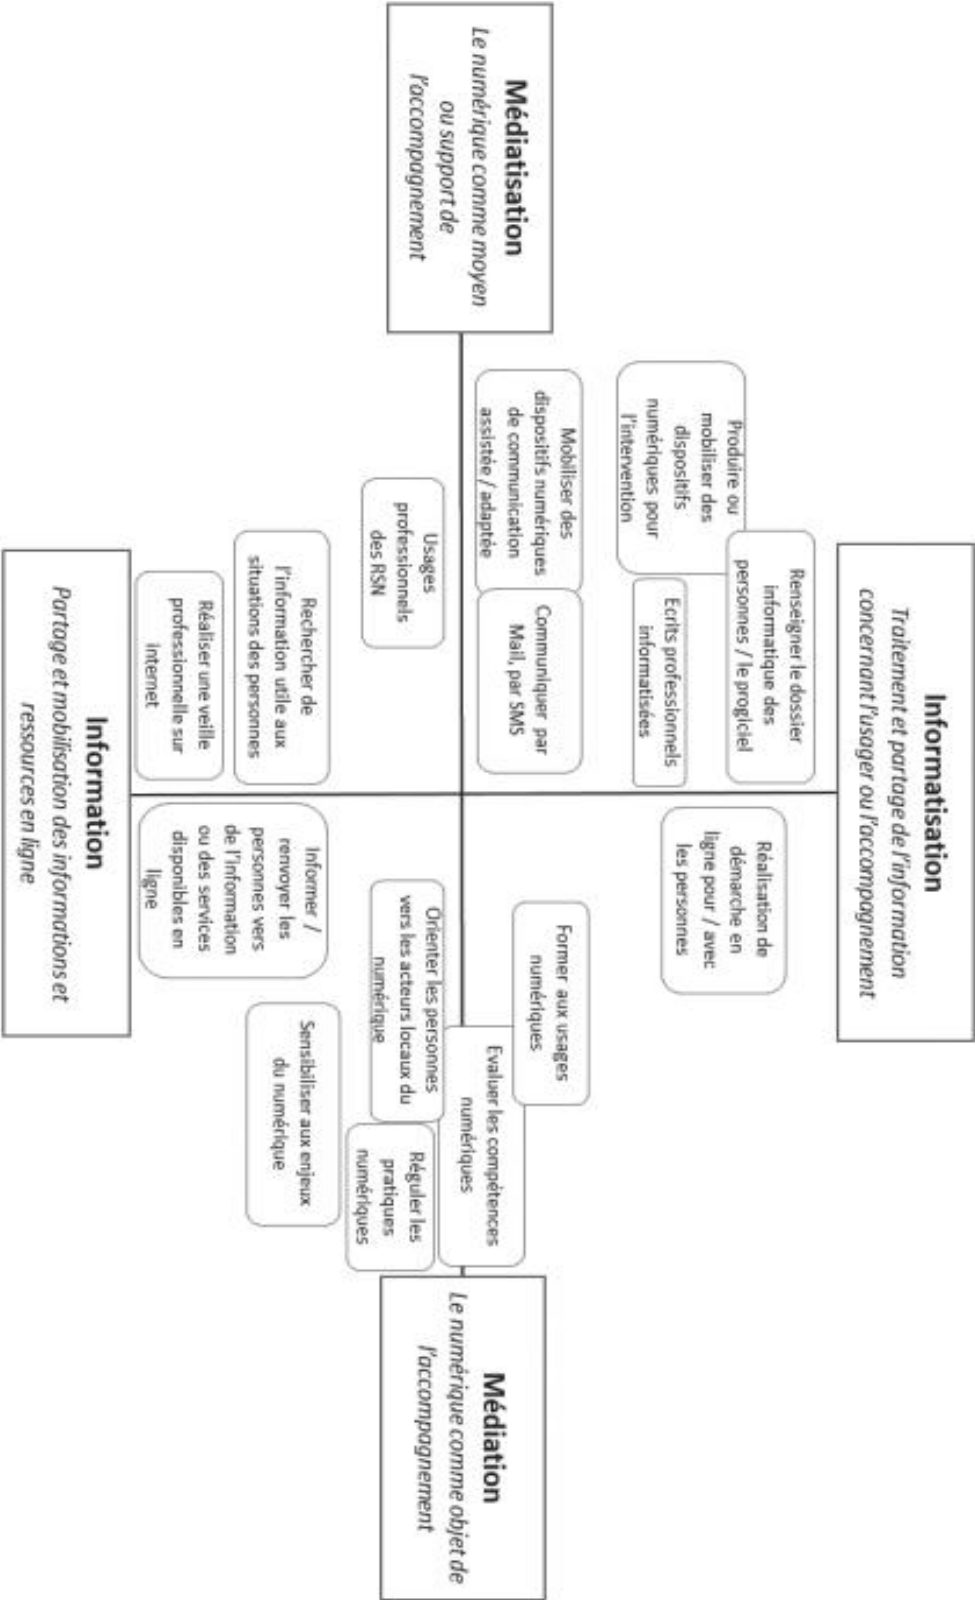 Informatisation
Traitement et partage de l'information
concernant l'usager ou l'accompagnement
Médiatisation
Le numérique comme moyen
ou support de
l'accompagnement
Renseigner le dossier
informatique des
personnes / le progiciel
Produire ou
mobiliser des
dispositifs
numériques pour
l'intervention
Ecrits professionnels
informatisées
Mobiliser des
dispositifs numériques
de communication
assistée / adaptée
Communiquer par
Mail, par SMS
Réalisation de
démarche en
ligne pour / avec
les personnes
Former aux usages
numériques
Evaluer les compétences
numériques
Médiation
Le numérique comme objet de
l'accompagnement
Usages
professionnels
des RSN
Rechercher de
l'information utile aux
situations des personnes
Réaliser une veille
professionnelle sur
internet
Orienter les personnes
vers les acteurs locaux du
numérique
Réguler les
pratiques
numériques
Informer /
renvoyer les
personnes vers
de l'information
ou des services
disponibles en
ligne
Sensibiliser aux enjeux
du numérique
Information
Partage et mobilisation des informations et
ressources en ligne